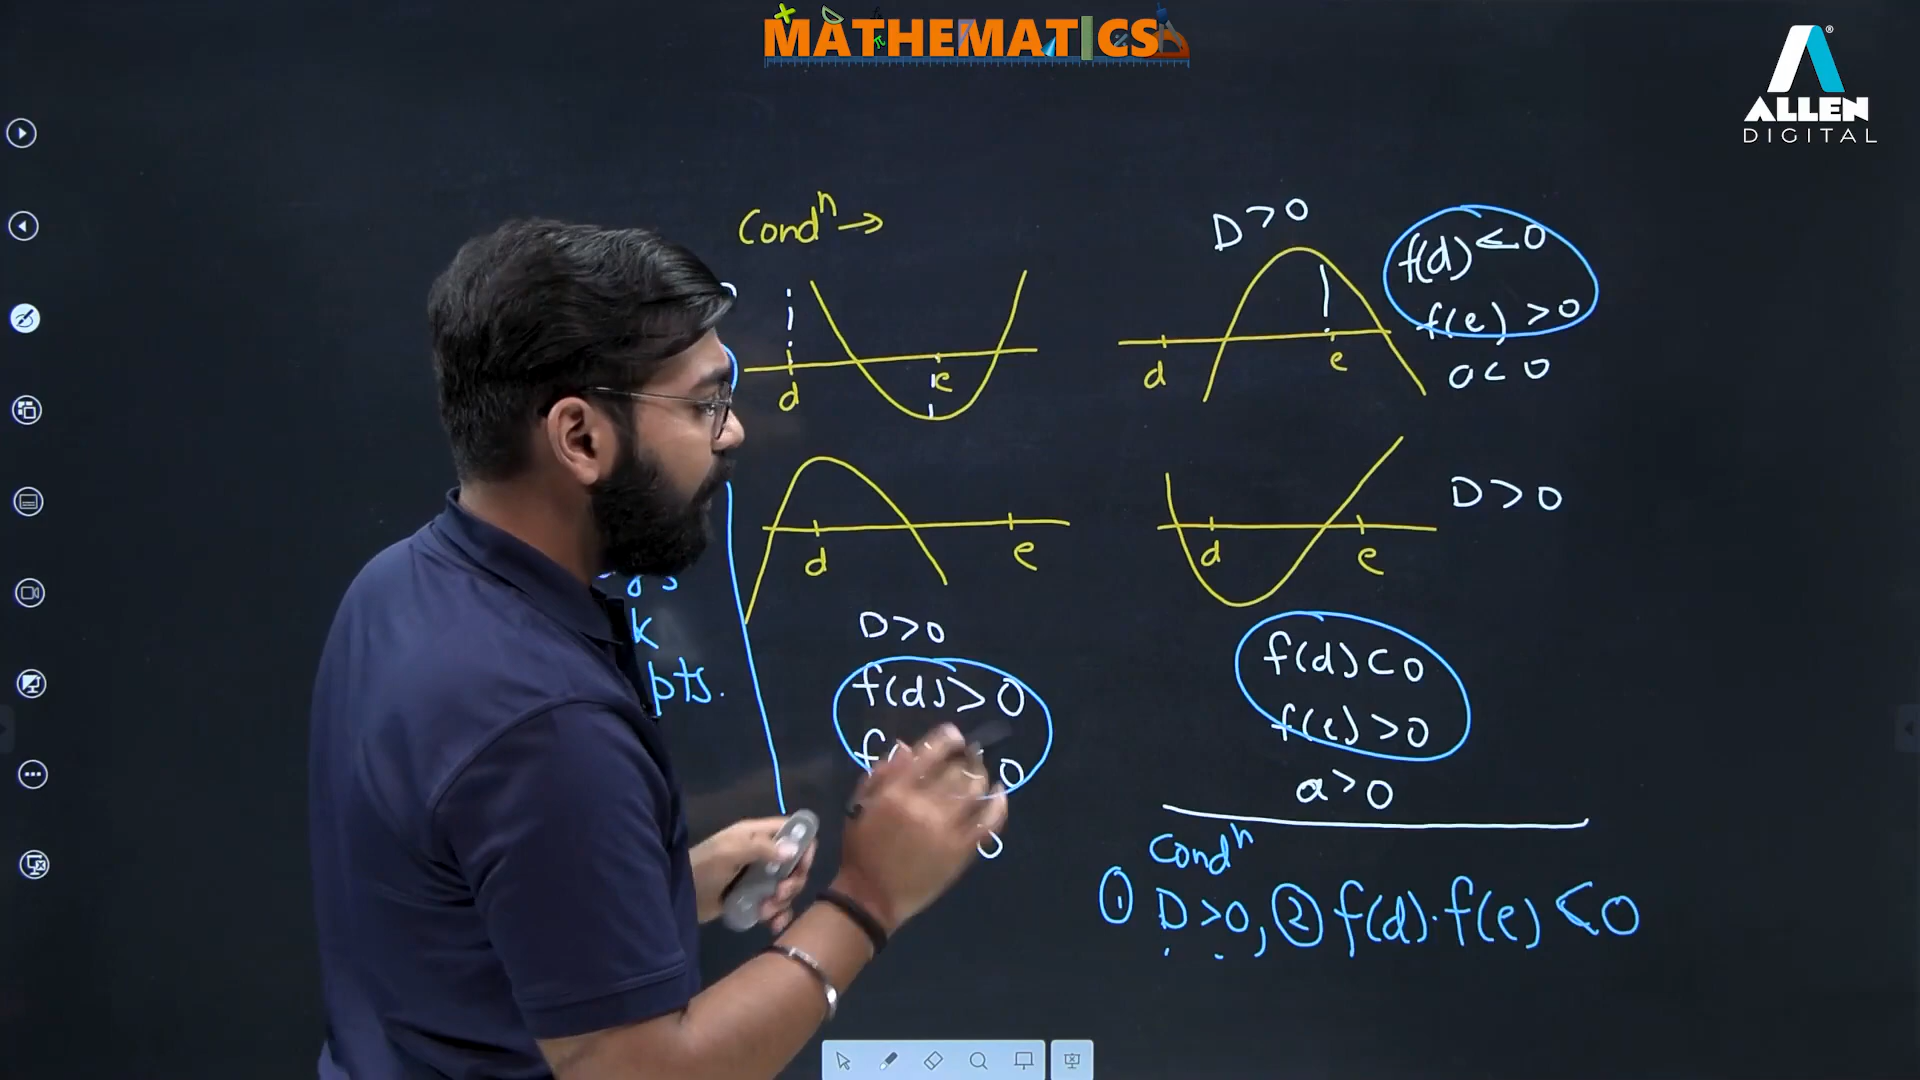 MATHEMATICS
ALLEN
DIGITAL
Condⁿ →
d
e
D>0
f(d) <0
f(e) >0
a<0
d
e
d
e
D>0
f(d)>0
0
d
e
D>0
f(d)<0
f(e)>0
a>0
k
pts.
Condⁿ
① D>0, ② f(d).f(e) <0